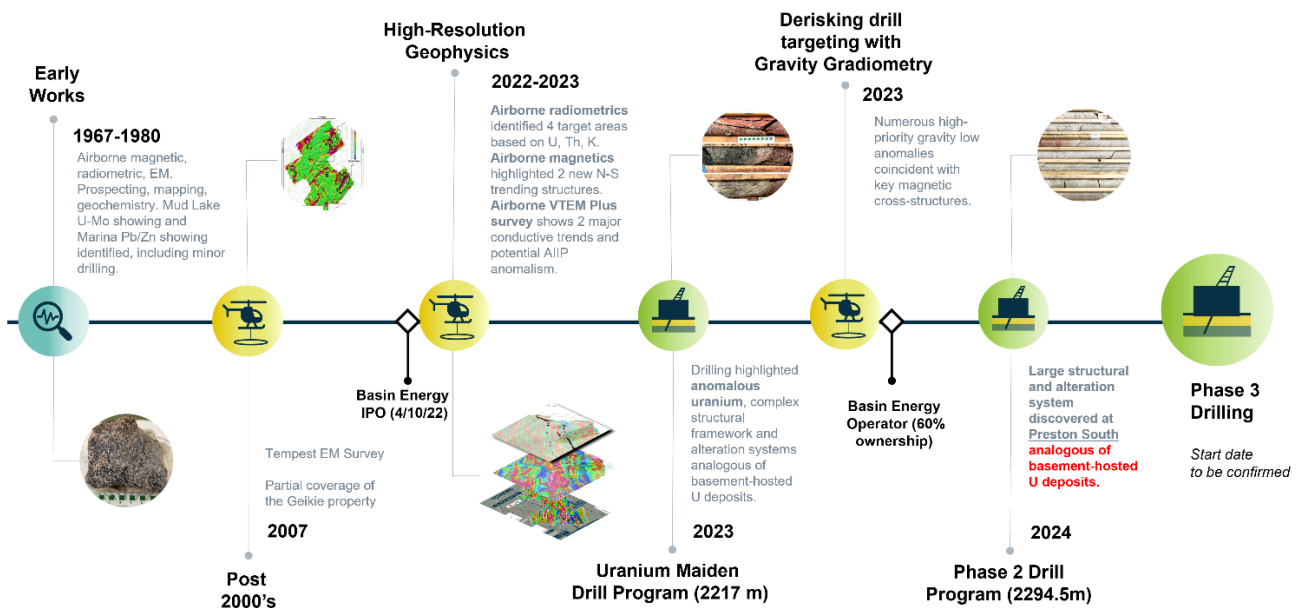 Early
Works
1967-1980
Airborne magnetic,
radiometric, EM.
Prospecting, mapping,
geochemistry. Mud Lake
U-Mo showing and
Marina Pb/Zn showing
identified, including minor
drilling.
Tempest EM Survey
Partial coverage of
the Geikie property
2007
Post
2000's
Basin Energy
IPO (4/10/22)
High-Resolution
Geophysics
2022-2023
Airborne radiometrics
identified 4 target areas
based on U, Th, K.
Airborne magnetics
highlighted 2 new N-S
trending structures.
Airborne VTEM Plus
survey shows 2 major
conductive trends and
potential AIIP
anomalism.
Drilling highlighted
anomalous
uranium, complex
structural
framework and
alteration systems
analogous of
basement-hosted
U deposits.
2023
Uranium Maiden
Drill Program (2217 m)
Derisking drill
targeting with
Gravity Gradiometry
2023
Numerous high-
priority gravity low
anomalies
coincident with
key magnetic
cross-structures.
Basin Energy
Operator (60%
ownership)
Large structural
and alteration
system
discovered at
Preston South
analogous of
basement-hosted
U deposits.
2024
Phase 2 Drill
Program (2294.5m)
Phase 3
Drilling
Start date
to be confirmed